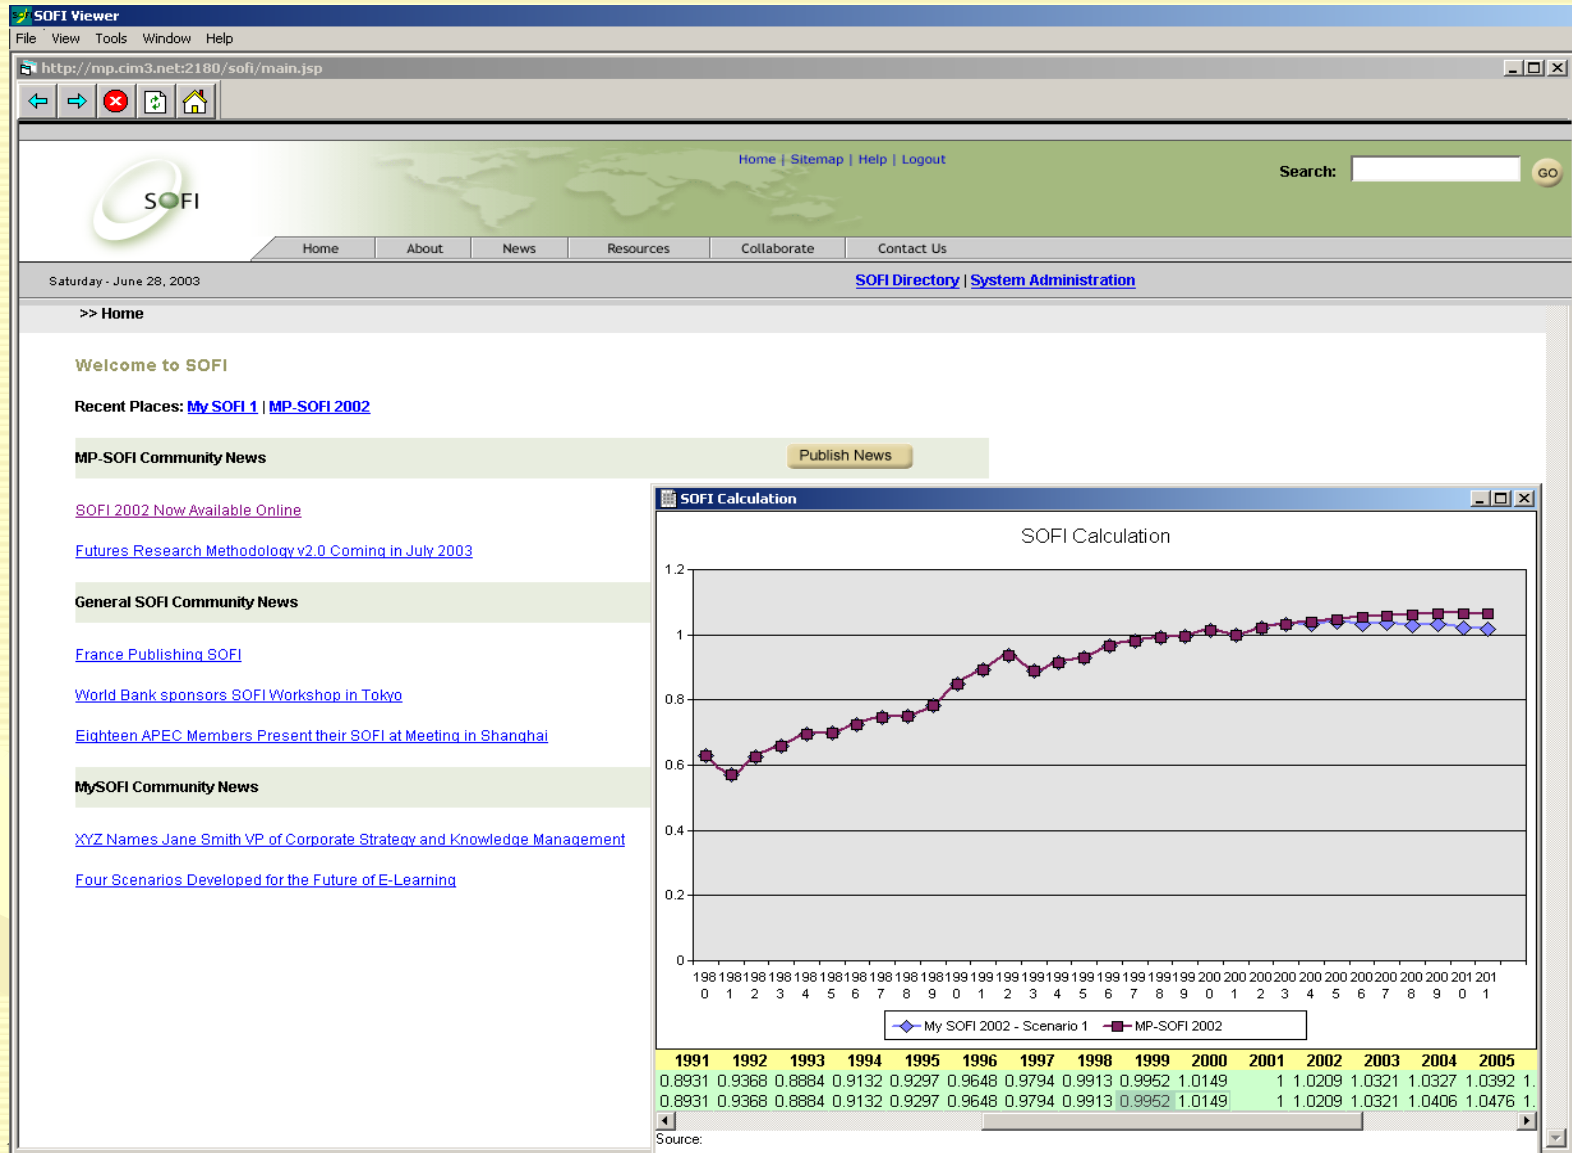 SOFI Viewer
File View Tools Window Help
http://mp.cim3.net:2180/sofi/main.jsp
Home | Sitemap | Help | Logout
Search:
GO
SOFI
Home About News Resources Collaborate Contact Us
Saturday - June 28, 2003
SOFI Directory | System Administration
>> Home
Welcome to SOFI
Recent Places: My SOFI 1 | MP-SOFI 2002
MP-SOFI Community News
Publish News
SOFI 2002 Now Available Online
Futures Research Methodology v2.0 Coming in July 2003
General SOFI Community News
France Publishing SOFI
World Bank sponsors SOFI Workshop in Tokyo
Eighteen APEC Members Present their SOFI at Meeting in Shanghai
MySOFI Community News
XYZ Names Jane Smith VP of Corporate Strategy and Knowledge Management
Four Scenarios Developed for the Future of E-Learning
SOFI Calculation
SOFI Calculation
1.2
1
0.8
0.6
0.4
0.2
0
198 198 198 198 198 198 198 198 198 198 199 199 199 199 199 199 199 199 199 199 200 200 200 200 200 200 200 200 200 200 201 201
0 1 2 3 4 5 6 7 8 9 0 1 2 3 4 5 6 7 8 9 0 1 2 3 4 5 6 7 8 9 0 1
My SOFI 2002 - Scenario 1 MP-SOFI 2002
1991 1992 1993 1994 1995 1996 1997 1998 1999 2000 2001 2002 2003 2004 2005
0.8931 0.9368 0.8884 0.9132 0.9297 0.9648 0.9794 0.9913 0.9952 1.0149 1 1.0209 1.0321 1.0327 1.0392 1.
0.8931 0.9368 0.8884 0.9132 0.9297 0.9648 0.9794 0.9913 0.9952 1.0149 1 1.0209 1.0321 1.0406 1.0476 1.
Source: